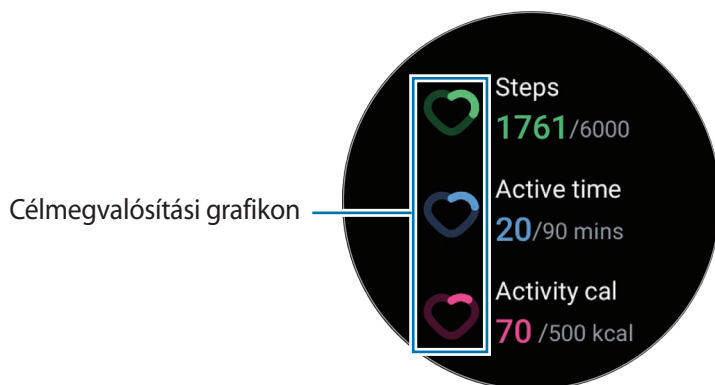 Steps
1761/6000
Célmegvalósítási grafikon
Active time
20/90 mins
Activity cal
70 /500 kcal